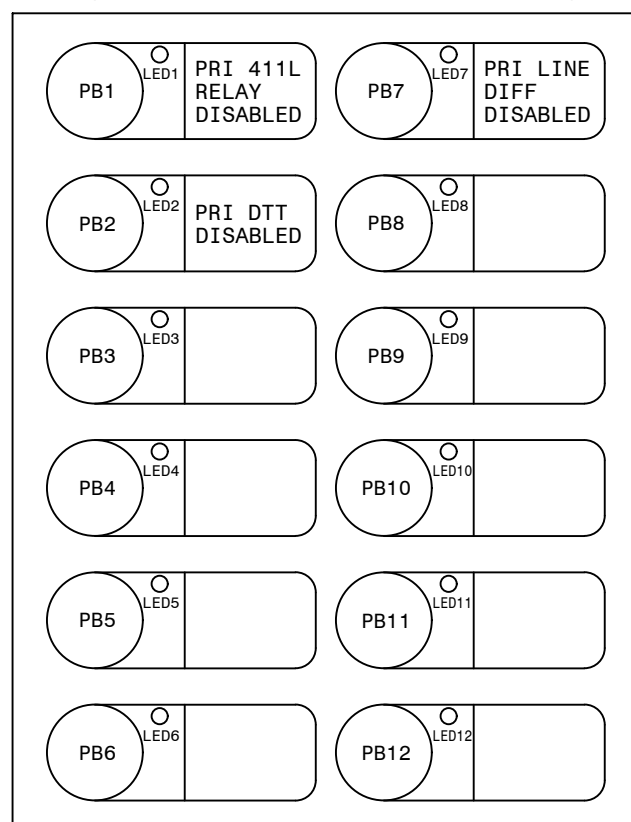 PB1
LED1
PRI 411L
RELAY
DISABLED
PB7
LED7
PRI LINE
DIFF
DISABLED
PB2
LED2
PRI DTT
DISABLED
PB8
LED8
PB3
LED3
PB9
LED9
PB4
LED4
PB10
LED10
PB5
LED5
PB11
LED11
PB6
LED6
PB12
LED12